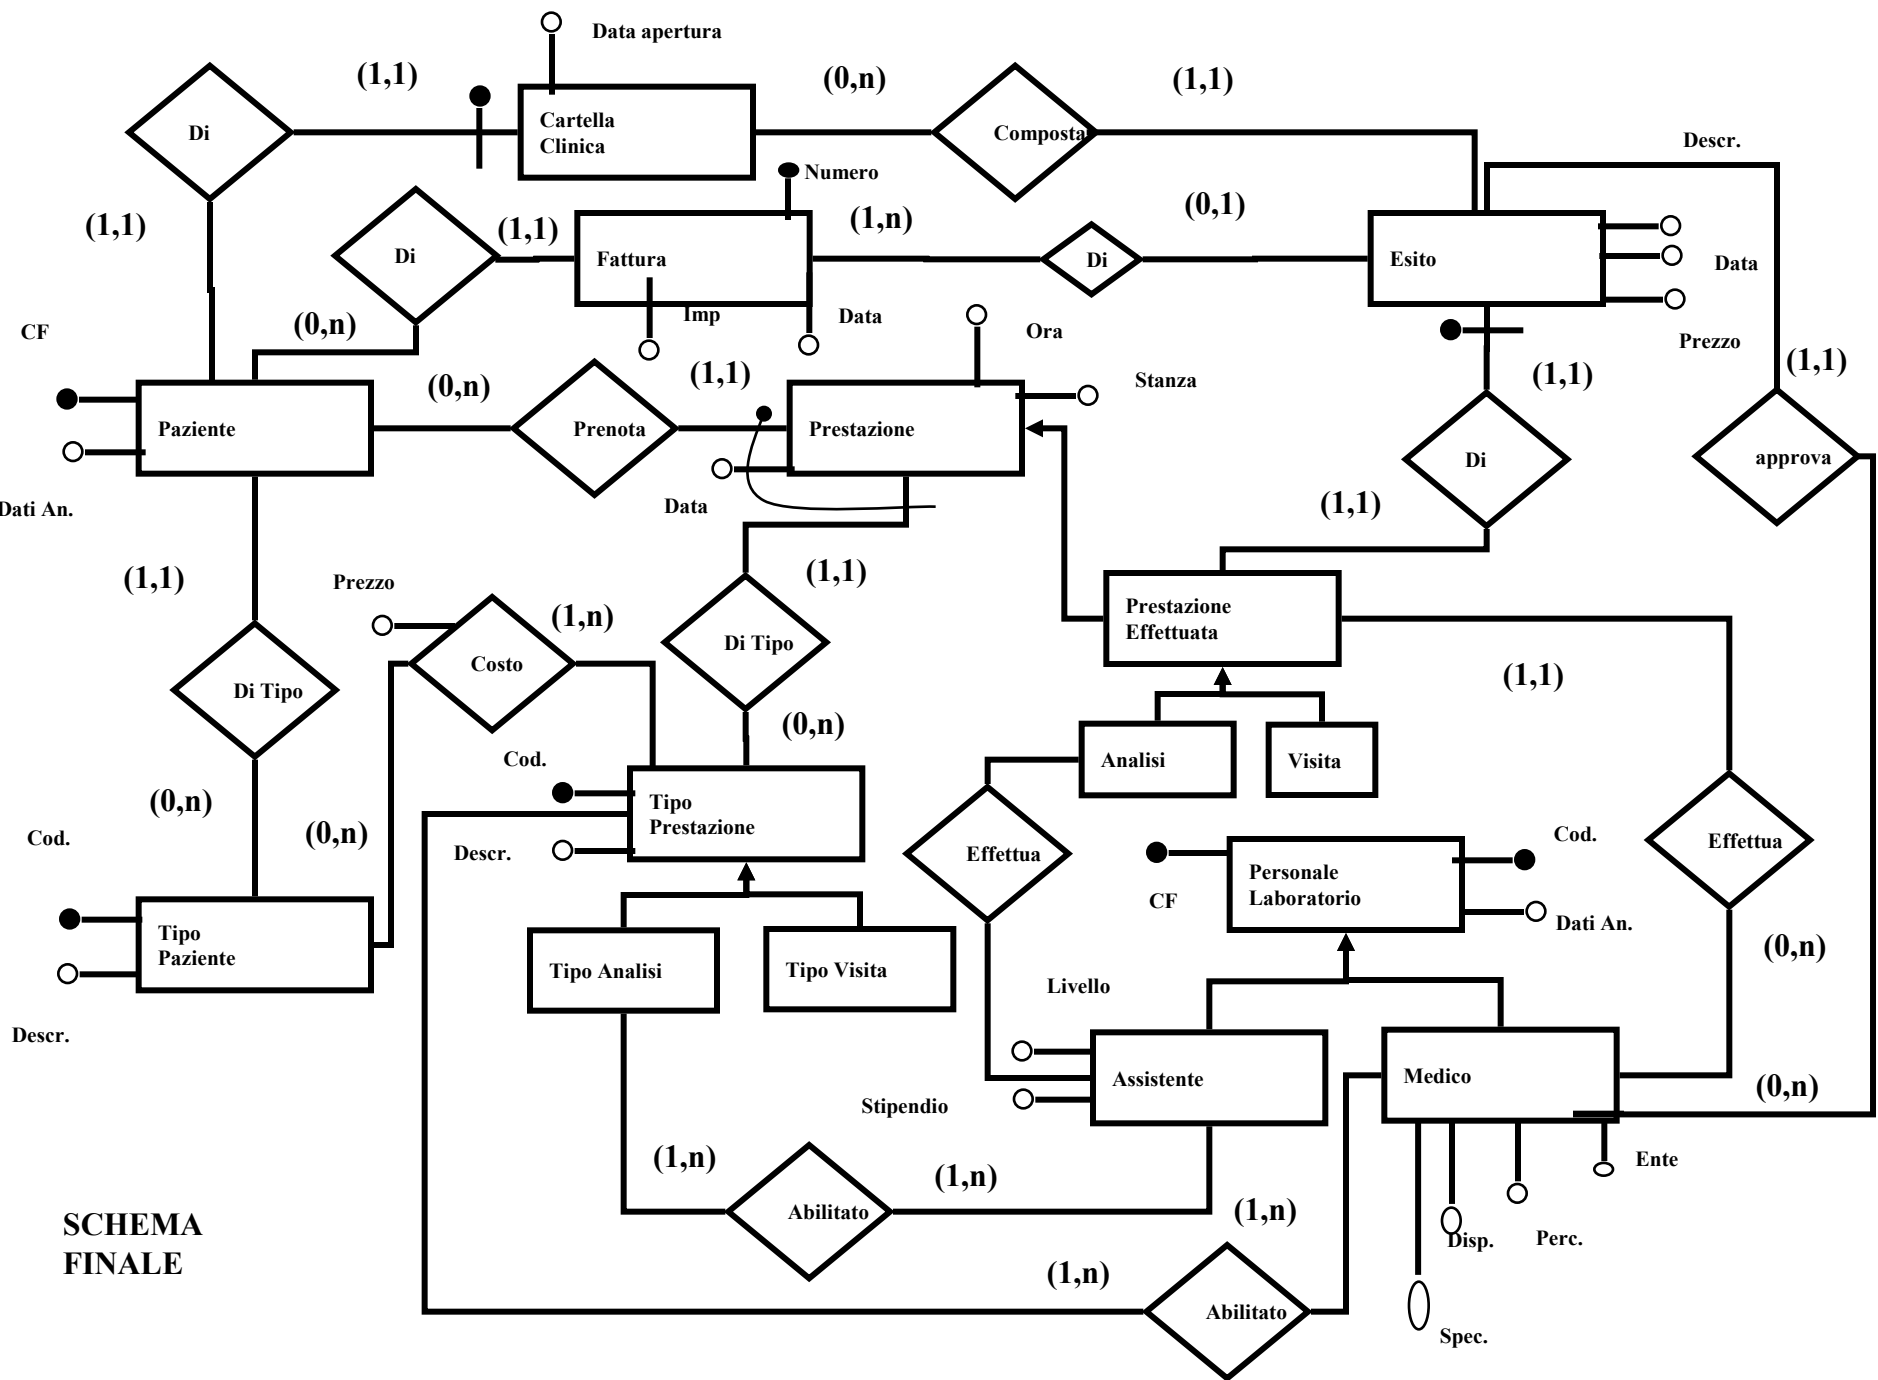 Data apertura
(1,1)
(0,n)
(1,1)
Di
Cartella
Clinica
Composta
Descr.
Numero
(1,1)
(1,1)
(1,n)
(0,1)
Di
Fattura
Di
Esito
Data
CF
(0,n)
Imp
Data
Ora
Prezzo
(0,n)
(1,1)
Stanza
(1,1)
(1,1)
Paziente
Prenota
Prestazione
Di
approva
Dati An.
Data
(1,1)
(1,1)
Prezzo
(1,n)
(1,1)
Prestazione
Effettuata
Di Tipo
Costo
Di Tipo
(1,1)
(0,n)
Cod.
Analisi
Visita
(0,n)
Cod.
(0,n)
Descr.
Tipo
Prestazione
Effettua
Personale
Laboratorio
Cod.
Effettua
CF
Dati An.
Tipo
Paziente
Tipo Analisi
Tipo Visita
(0,n)
Livello
Descr.
Assistente
Medico
Stipendio
(0,n)
(1,n)
(1,n)
Ente
Abilitato
(1,n)
SCHEMA
FINALE
Disp.
Perc.
(1,n)
Abilitato
Spec.